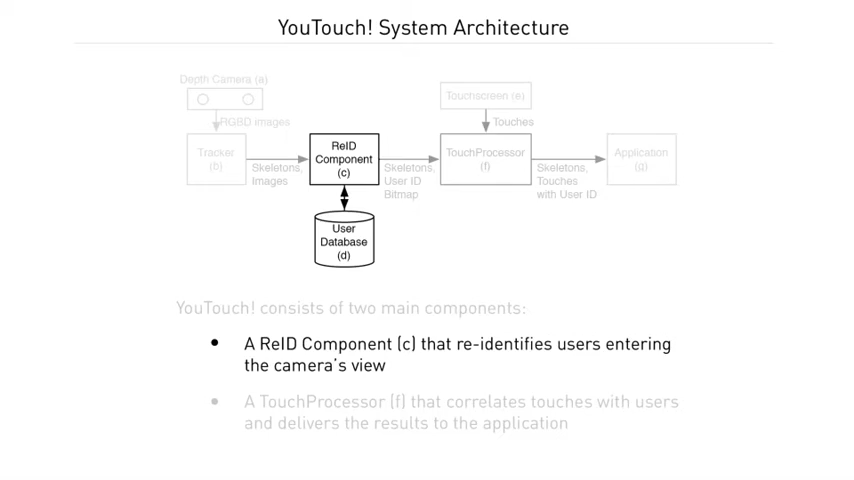 YouTouch! System Architecture
Depth Camera (a)
RGBD images
Tracker
(b)
Skeletons,
Images
ReID
Component
(c)
User
Database
(d)
Skeletons,
User ID
Bitmap
Touchscreen (e)
Touches
TouchProcessor
(f)
Skeletons,
Touches
with User ID
Application
(g)
YouTouch! consists of two main components:
• A ReID Component (c) that re-identifies users entering
the camera's view
• A TouchProcessor (f) that correlates touches with users
and delivers the results to the application